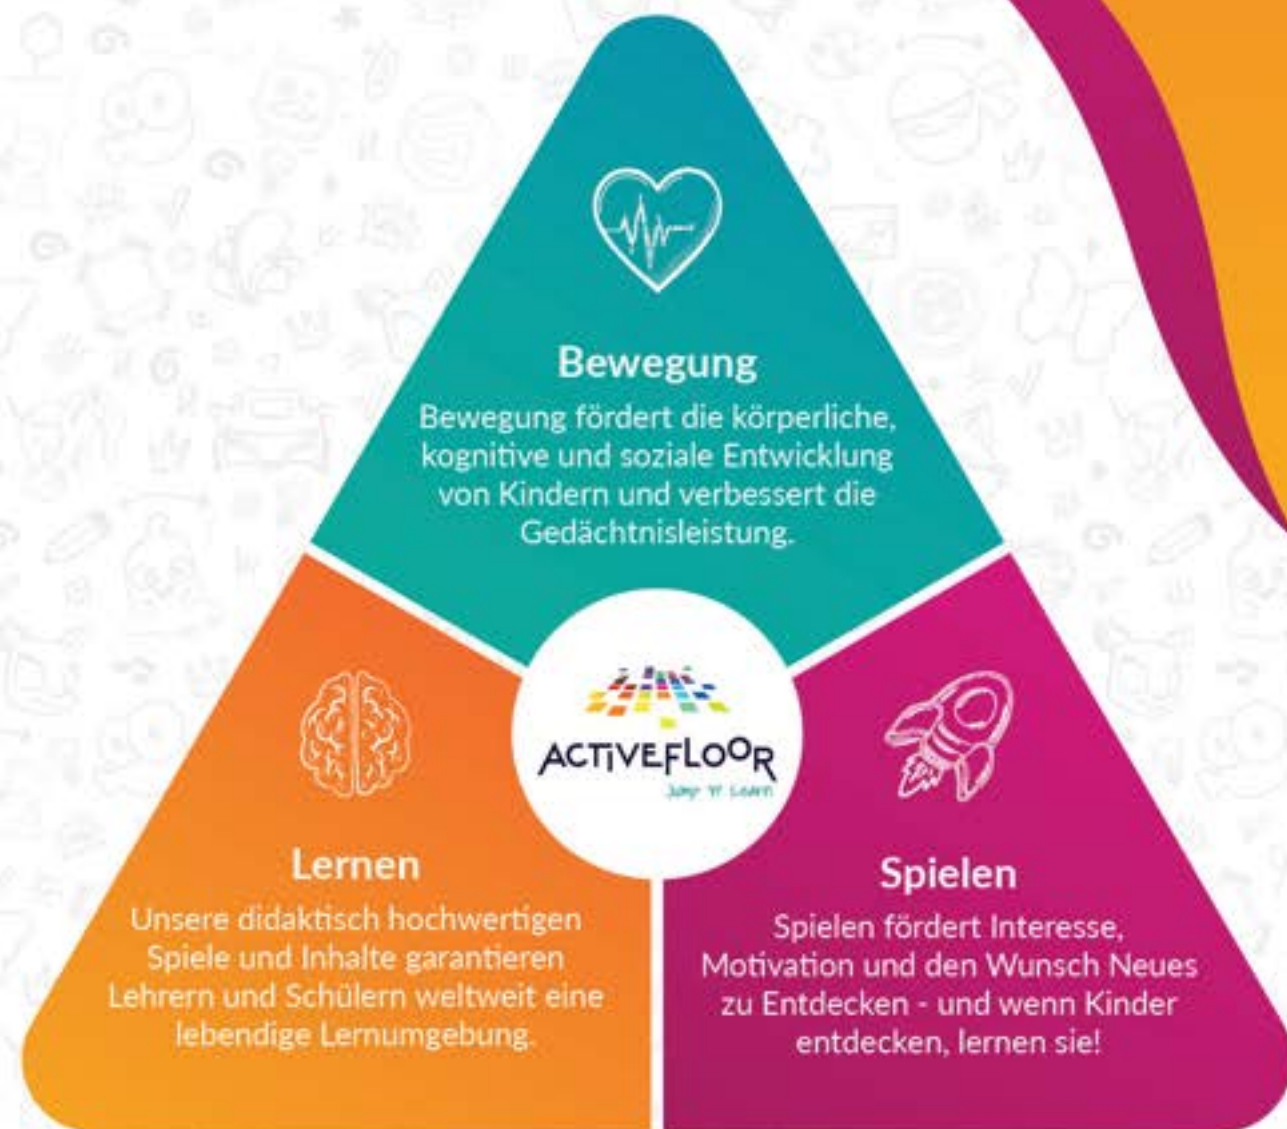 Bewegung
Bewegung fördert die körperliche,
kognitive und soziale Entwicklung
von Kindern und verbessert die
Gedächtnisleistung.
ACTIVEFLOOR
Jump 'n' Learn
Lernen
Unsere didaktisch hochwertigen
Spiele und Inhalte garantieren
Lehrern und Schülern weltweit eine
lebendige Lernumgebung.
Spielen
Spielen fördert Interesse,
Motivation und den Wunsch Neues
zu Entdecken - und wenn Kinder
entdecken, lernen sie!